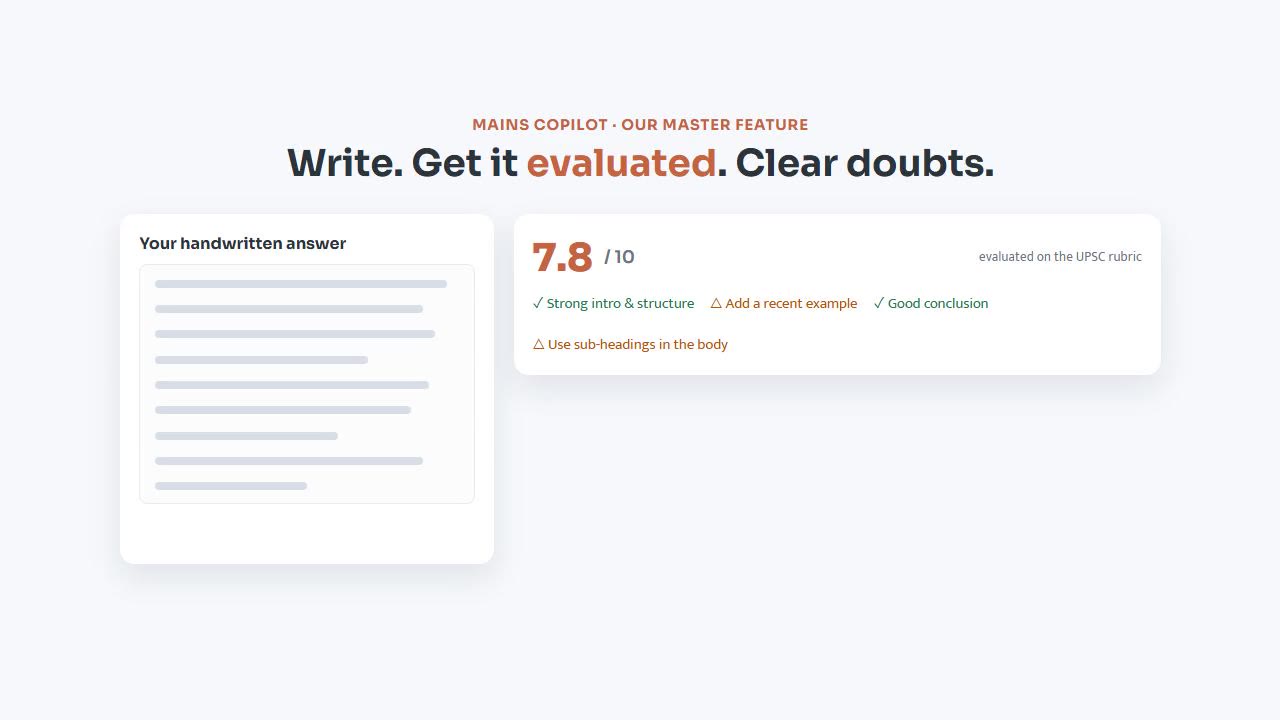 MAINS COPILOT · OUR MASTER FEATURE
Write. Get it evaluated. Clear doubts.
Your handwritten answer
7.8 / 10
evaluated on the UPSC rubric
✓ Strong intro & structure △ Add a recent example ✓ Good conclusion
△ Use sub-headings in the body